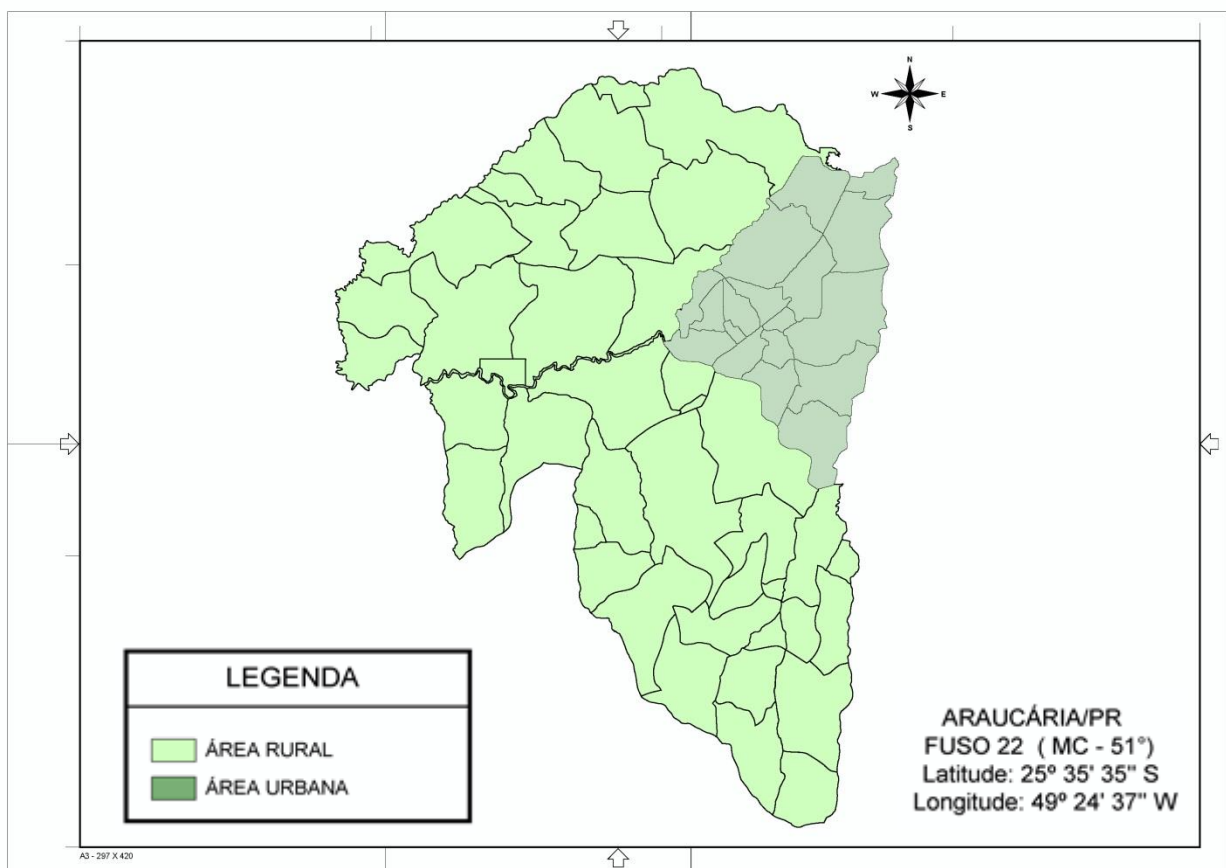 N
W E
S
LEGENDA
ÁREA RURAL
ÁREA URBANA
ARAUCÁRIA/PR
FUSO 22 ( MC - 51°)
Latitude: 25º 35' 35" S
Longitude: 49º 24' 37" W
A3 - 297 X 420